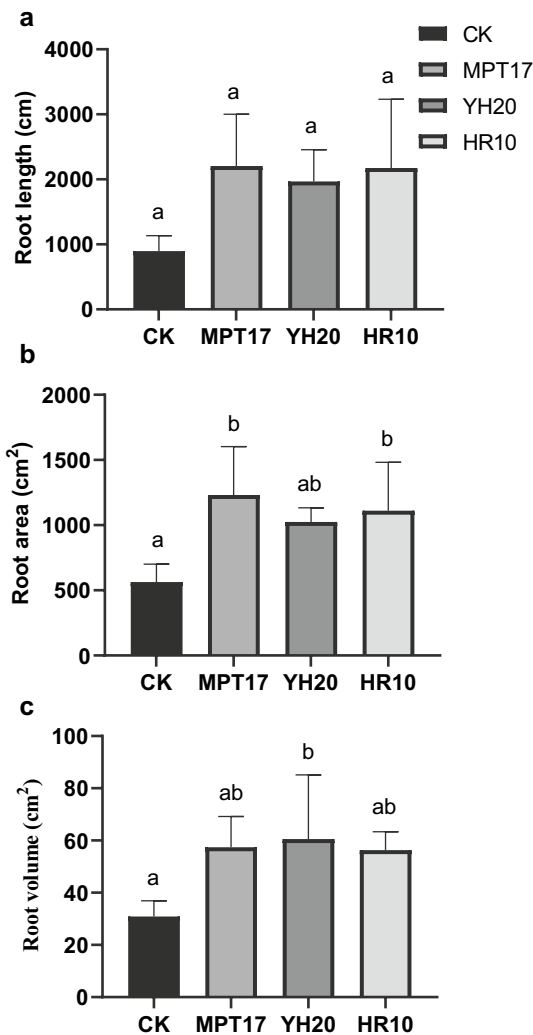 a
CK
MPT17
YH20
HR10
Root length (cm)
4000
3000
2000
1000
0
a
a
a
a
CK MPT17 YH20 HR10
b
Root area (cm²)
2000
1500
1000
500
0
a
b
ab
b
CK MPT17 YH20 HR10
c
Root volume (cm²)
100
80
60
40
20
0
a
ab
b
ab
CK MPT17 YH20 HR10